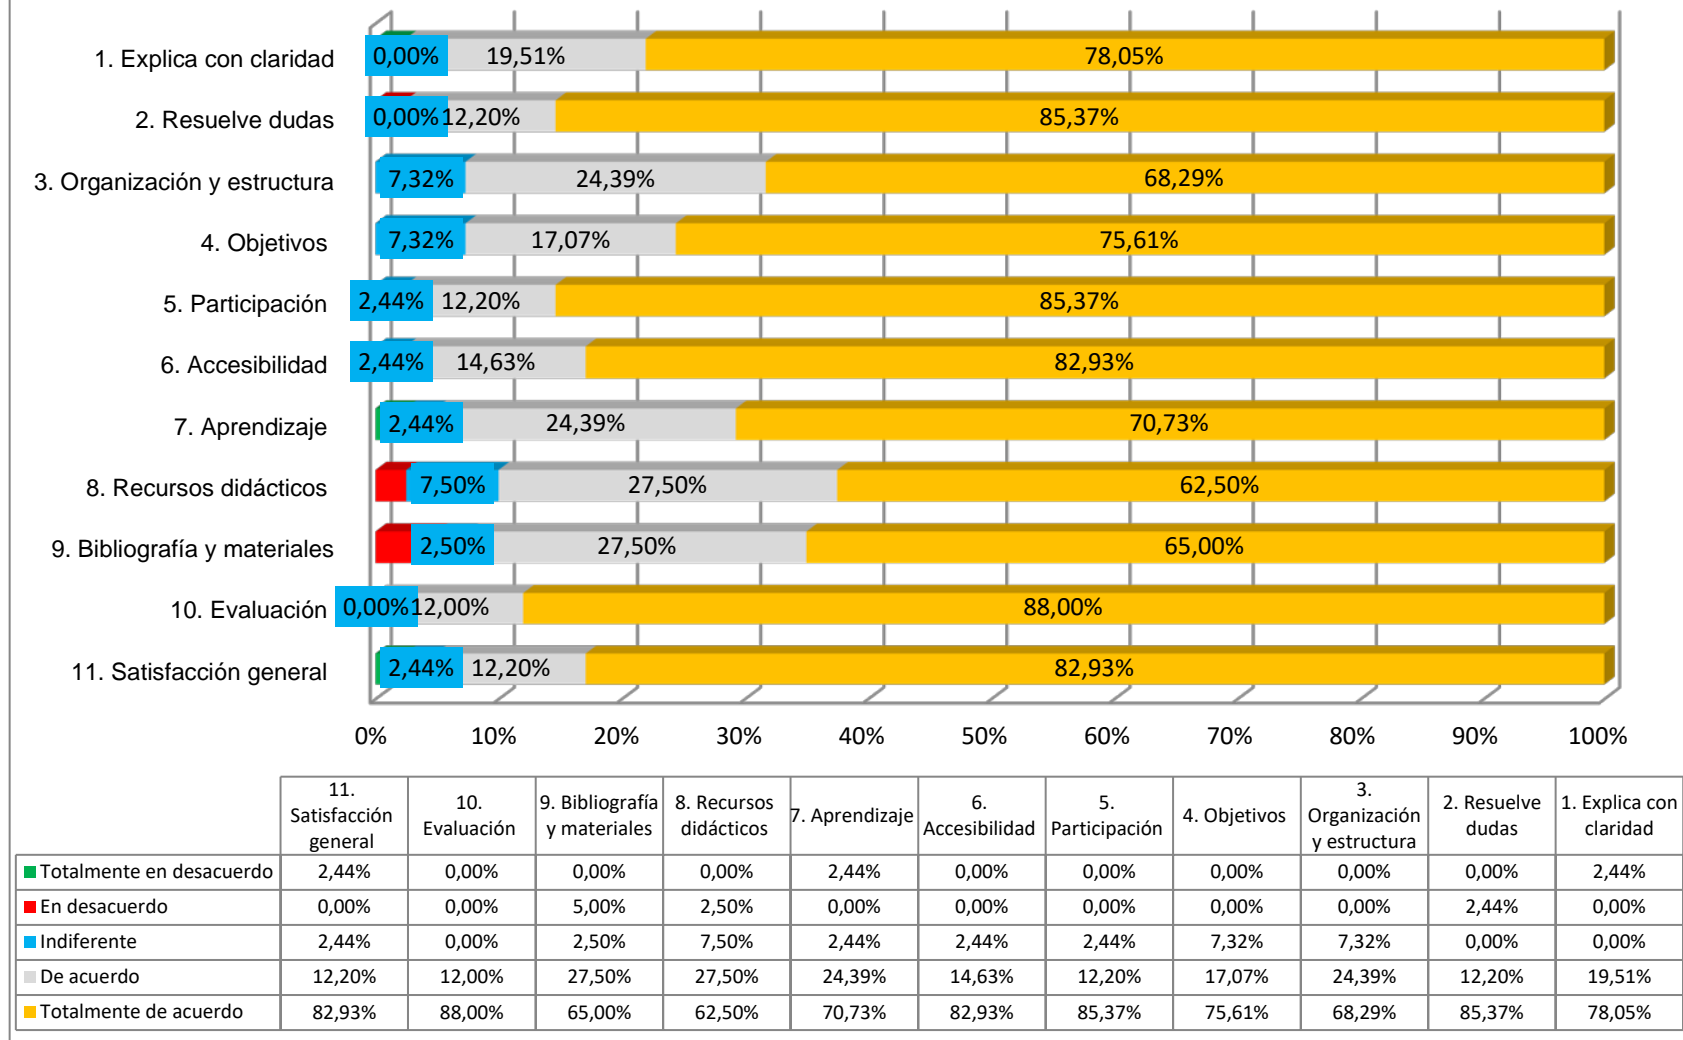 1. Explica con claridad 0,00% 19,51% 78,05%
2. Resuelve dudas 0,00% 12,20% 85,37%
3. Organización y estructura 7,32% 24,39% 68,29%
4. Objetivos 7,32% 17,07% 75,61%
5. Participación 2,44% 12,20% 85,37%
6. Accesibilidad 2,44% 14,63% 82,93%
7. Aprendizaje 2,44% 24,39% 70,73%
8. Recursos didácticos 7,50% 27,50% 62,50%
9. Bibliografía y materiales 2,50% 27,50% 65,00%
10. Evaluación 0,00% 12,00% 88,00%
11. Satisfacción general 2,44% 12,20% 82,93%
0% 10% 20% 30% 40% 50% 60% 70% 80% 90% 100%
11. Satisfacción general
10. Evaluación
9. Bibliografía y materiales
8. Recursos didácticos
7. Aprendizaje
6. Accesibilidad
5. Participación
4. Objetivos
3. Organización y estructura
2. Resuelve dudas
1. Explica con claridad
Totalmente en desacuerdo 2,44% 0,00% 0,00% 0,00% 2,44% 0,00% 0,00% 0,00% 0,00% 0,00% 2,44%
En desacuerdo 0,00% 0,00% 5,00% 2,50% 0,00% 0,00% 0,00% 0,00% 0,00% 2,44% 0,00%
Indiferente 2,44% 0,00% 2,50% 7,50% 2,44% 2,44% 2,44% 7,32% 7,32% 0,00% 0,00%
De acuerdo 12,20% 12,00% 27,50% 27,50% 24,39% 14,63% 12,20% 17,07% 24,39% 12,20% 19,51%
Totalmente de acuerdo 82,93% 88,00% 65,00% 62,50% 70,73% 82,93% 85,37% 75,61% 68,29% 85,37% 78,05%